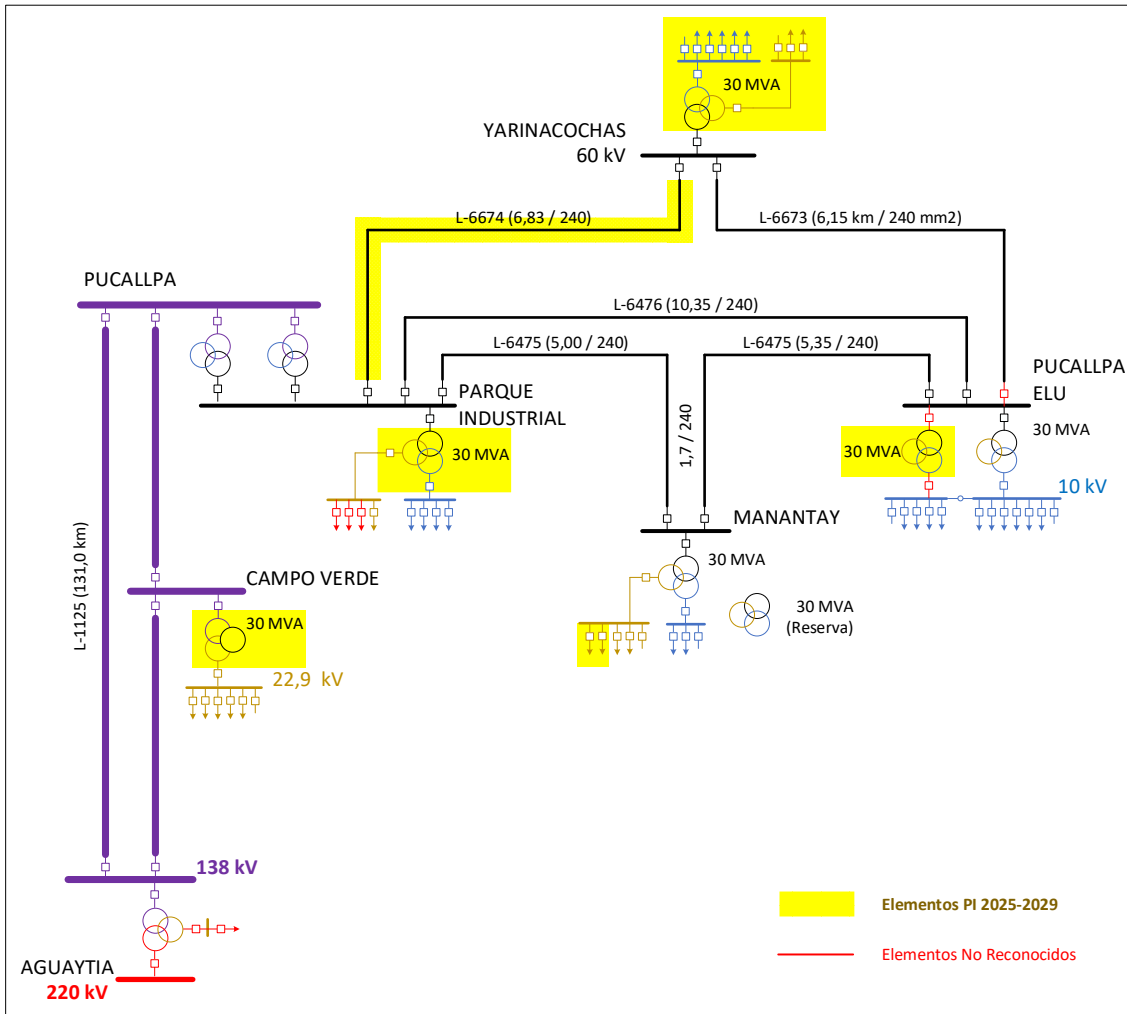 30 MVA
YARINACOCHAS
60 kV
L-6674 (6,83 / 240)
L-6673 (6,15 km / 240 mm2)
PUCALLPA
L-6476 (10,35 / 240)
L-6475 (5,00 / 240)
L-6475 (5,35 / 240)
PARQUE
INDUSTRIAL
PUCALLPA
ELU
30 MVA
30 MVA
30 MVA
1,7 / 240
10 kV
MANANTAY
30 MVA
30 MVA
(Reserva)
L-1125 (131,0 km)
CAMPO VERDE
30 MVA
22,9 kV
138 kV
AGUAYTIA
220 kV
Elementos PI 2025-2029
Elementos No Reconocidos